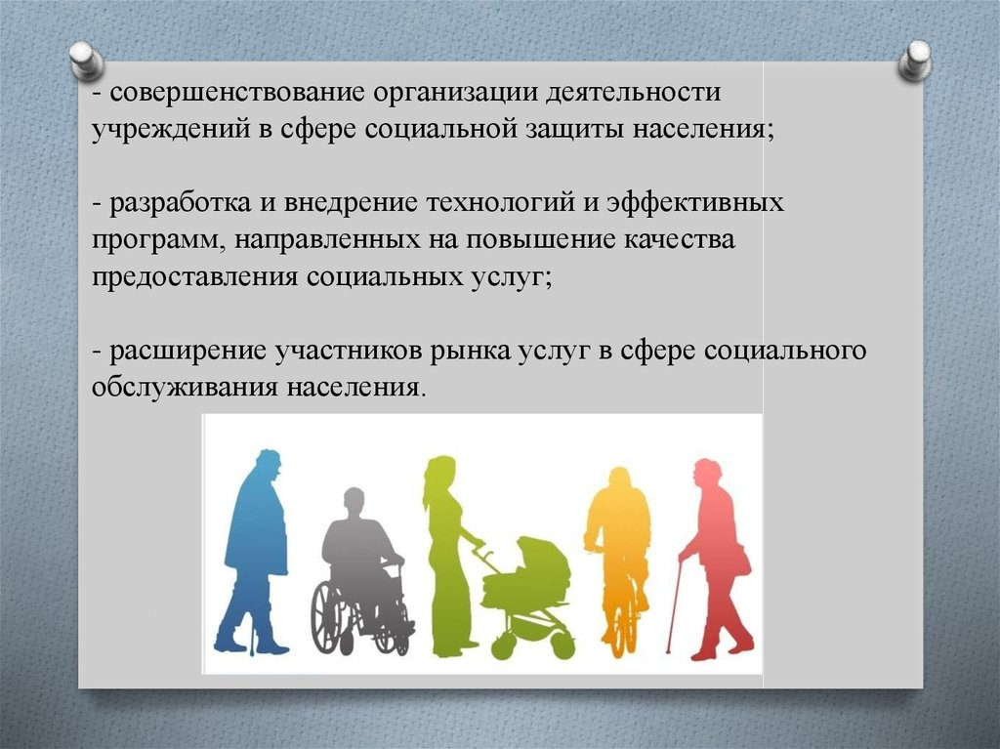 - совершенствование организации деятельности
учреждений в сфере социальной защиты населения;
- разработка и внедрение технологий и эффективных
программ, направленных на повышение качества
предоставления социальных услуг;
- расширение участников рынка услуг в сфере социального
обслуживания населения.